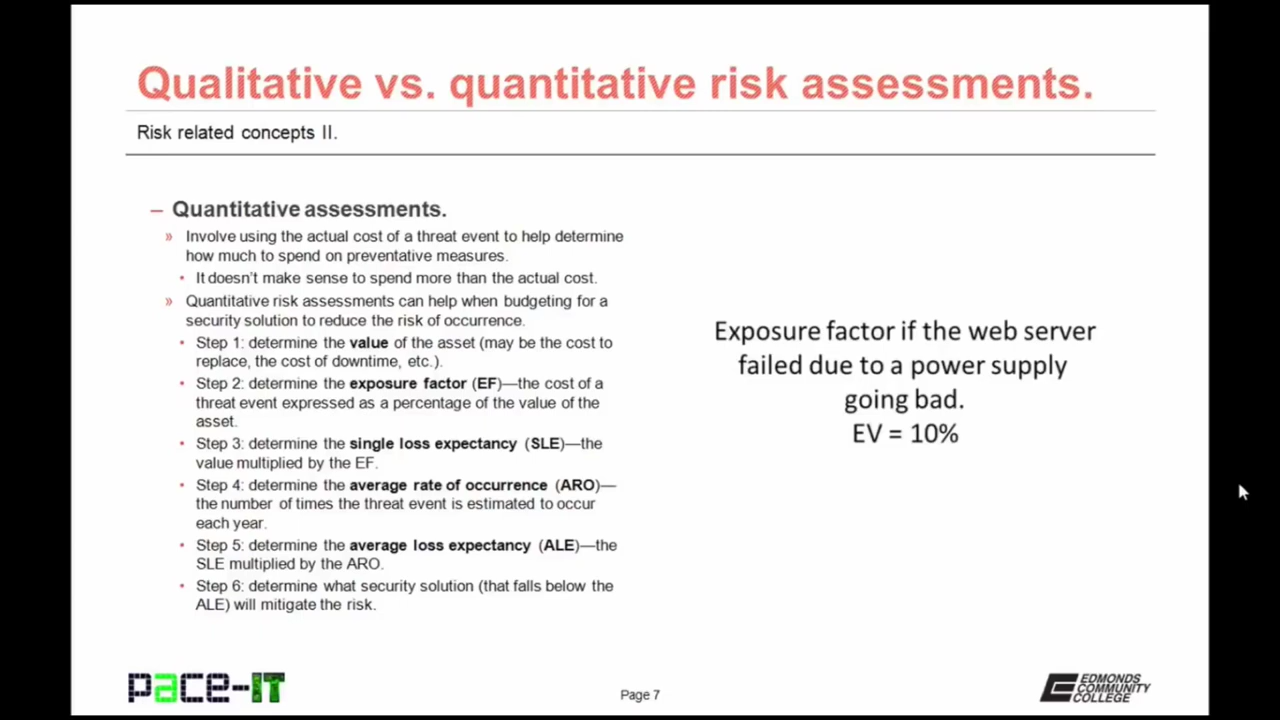 Qualitative vs. quantitative risk assessments.
Risk related concepts II.
– Quantitative assessments.
» Involve using the actual cost of a threat event to help determine
how much to spend on preventative measures.
• It doesn't make sense to spend more than the actual cost.
» Quantitative risk assessments can help when budgeting for a
security solution to reduce the risk of occurrence.
• Step 1: determine the value of the asset (may be the cost to
replace, the cost of downtime, etc.).
• Step 2: determine the exposure factor (EF)—the cost of a
threat event expressed as a percentage of the value of the
asset.
• Step 3: determine the single loss expectancy (SLE)—the
value multiplied by the EF.
• Step 4: determine the average rate of occurrence (ARO)—
the number of times the threat event is estimated to occur
each year.
• Step 5: determine the average loss expectancy (ALE)—the
SLE multiplied by the ARO.
• Step 6: determine what security solution (that falls below the
ALE) will mitigate the risk.
Exposure factor if the web server
failed due to a power supply
going bad.
EV = 10%
pace-IT
Page 7
EDMONDS
COMMUNITY
COLLEGE